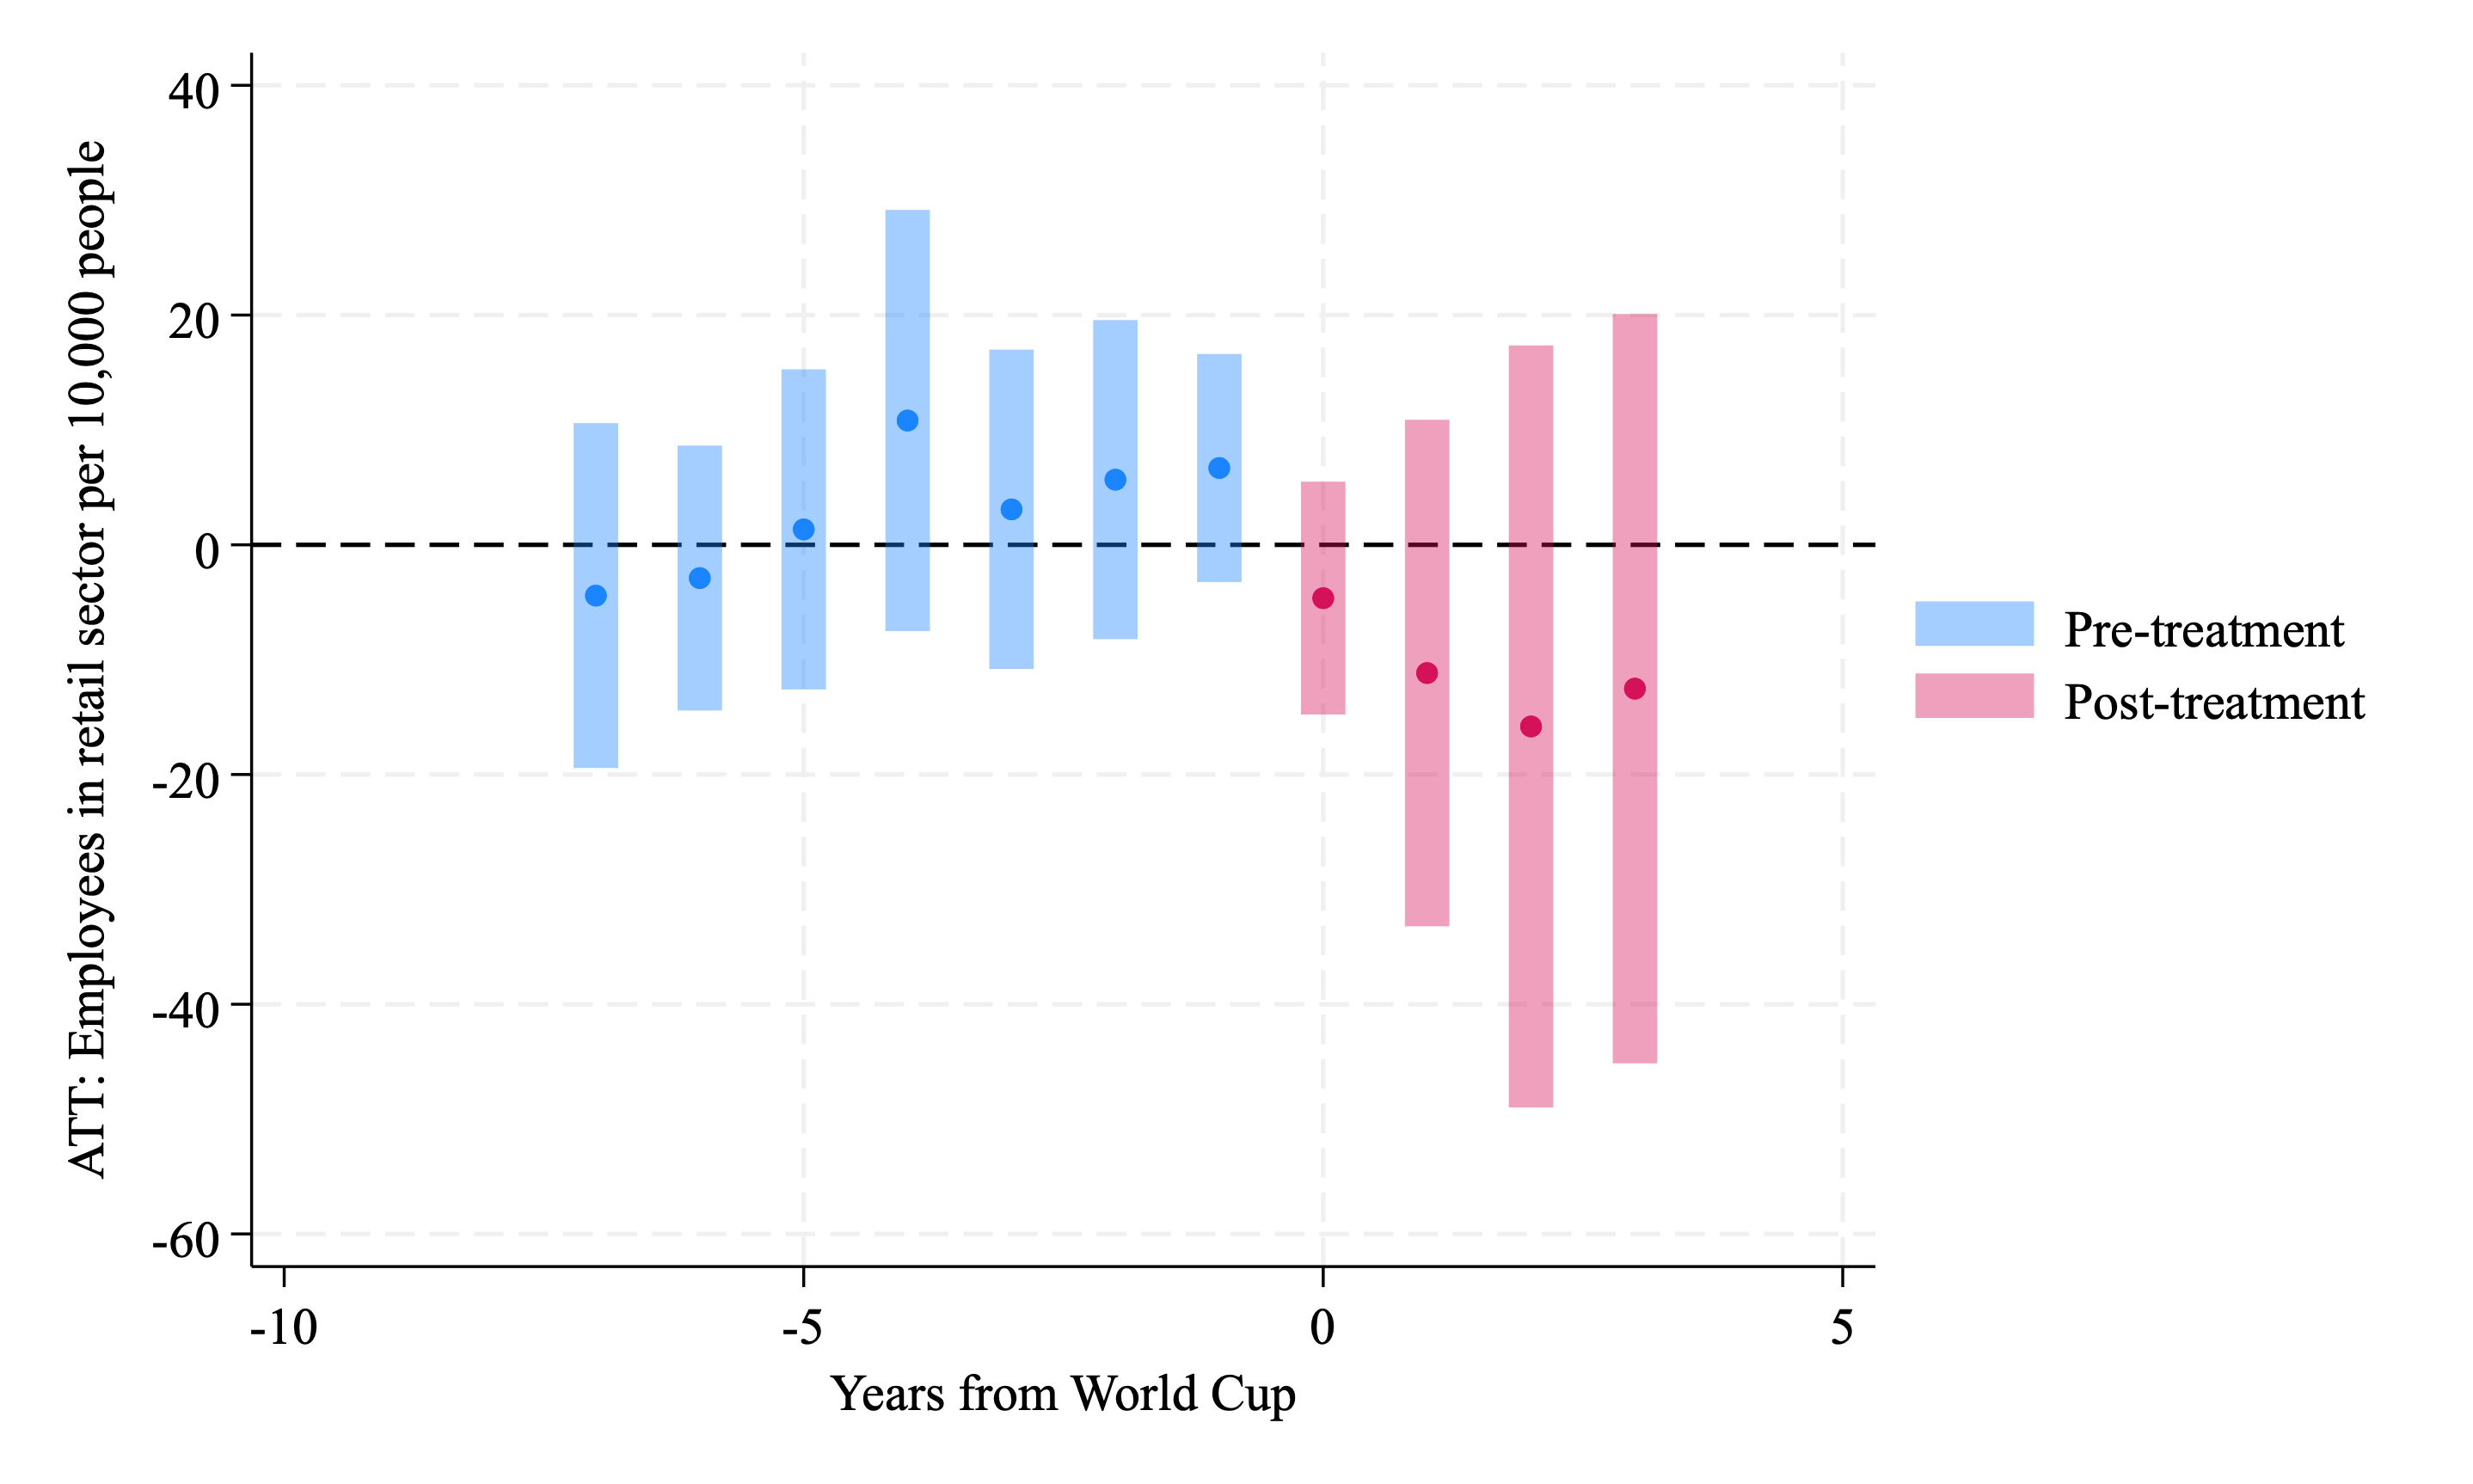 ATT: Employees in retail sector per 10,000 people
40
20
0
-20
-40
-60
-10
-5
0
5
Years from World Cup
Pre-treatment
Post-treatment